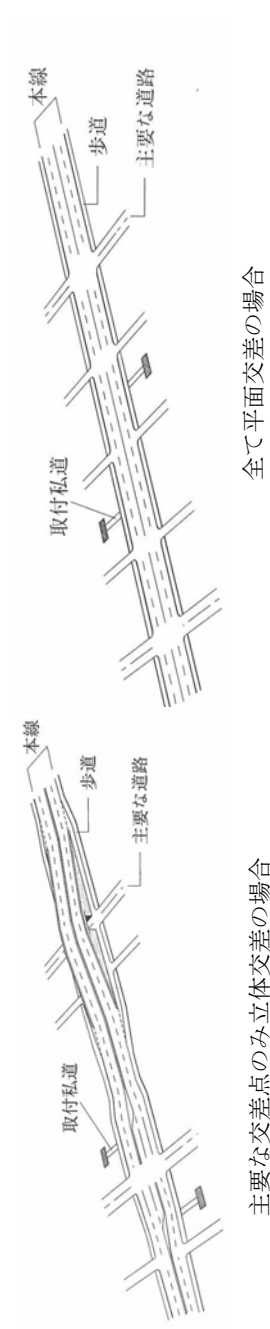 本線
歩道
主要な道路
取付私道
主要な交差点のみ立体交差の場合
本線
歩道
主要な道路
取付私道
全て平面交差の場合